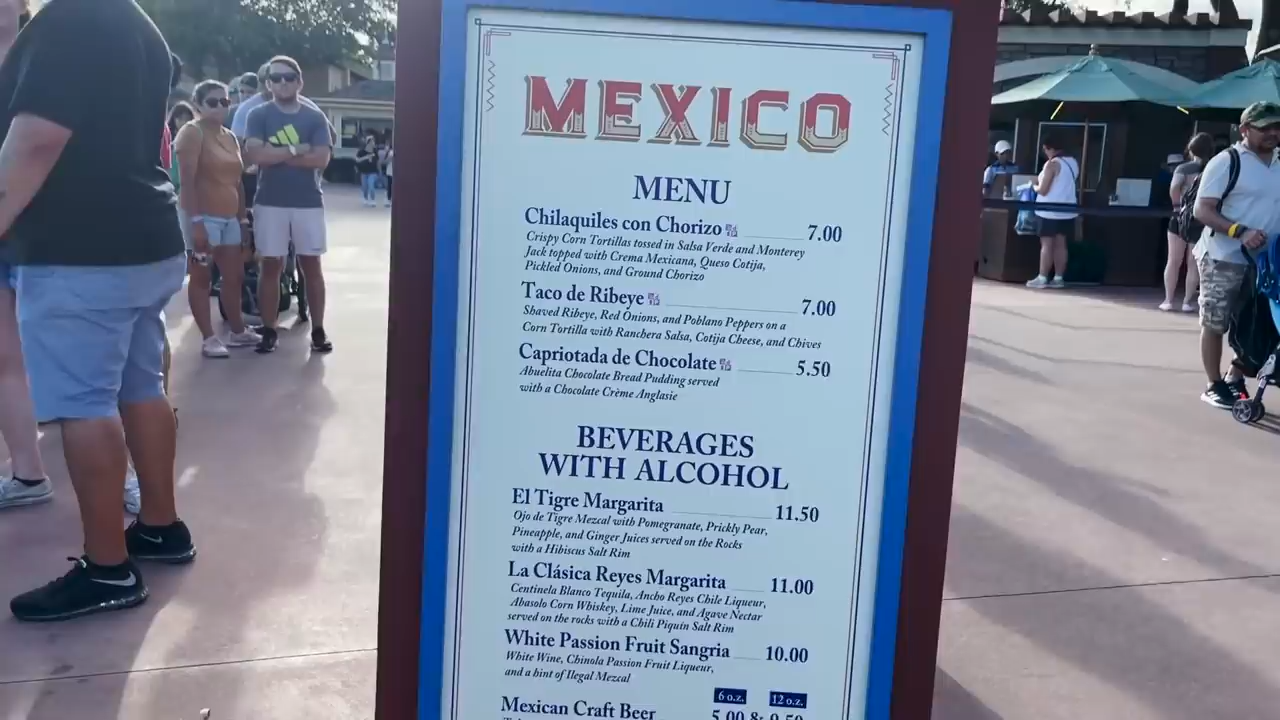 MEXICO
MENU
Chilaquiles con Chorizo 7.00
Crispy Corn Tortillas tossed in Salsa Verde and Monterey
Jack topped with Crema Mexicana, Queso Cotija,
Pickled Onions, and Ground Chorizo
Taco de Ribeye 7.00
Shaved Ribeye, Red Onions, and Poblano Peppers on a
Corn Tortilla with Ranchera Salsa, Cotija Cheese, and Chives
Capriotada de Chocolate 5.50
Abuelita Chocolate Bread Pudding served
with a Chocolate Crème Anglasie
BEVERAGES
WITH ALCOHOL
El Tigre Margarita 11.50
Ojo de Tigre Mezcal with Pomegranate, Prickly Pear,
Pineapple, and Ginger Juices served on the Rocks
with a Hibiscus Salt Rim
La Clásica Reyes Margarita 11.00
Centinela Blanco Tequila, Ancho Reyes Chile Liqueur,
Abasolo Corn Whiskey, Lime Juice, and Agave Nectar
served on the rocks with a Chili Piquín Salt Rim
White Passion Fruit Sangria 10.00
White Wine, Chinola Passion Fruit Liqueur,
and a hint of Ilegal Mezcal
6 oz. 12 oz.
Mexican Craft Beer 5.00 & 9.50